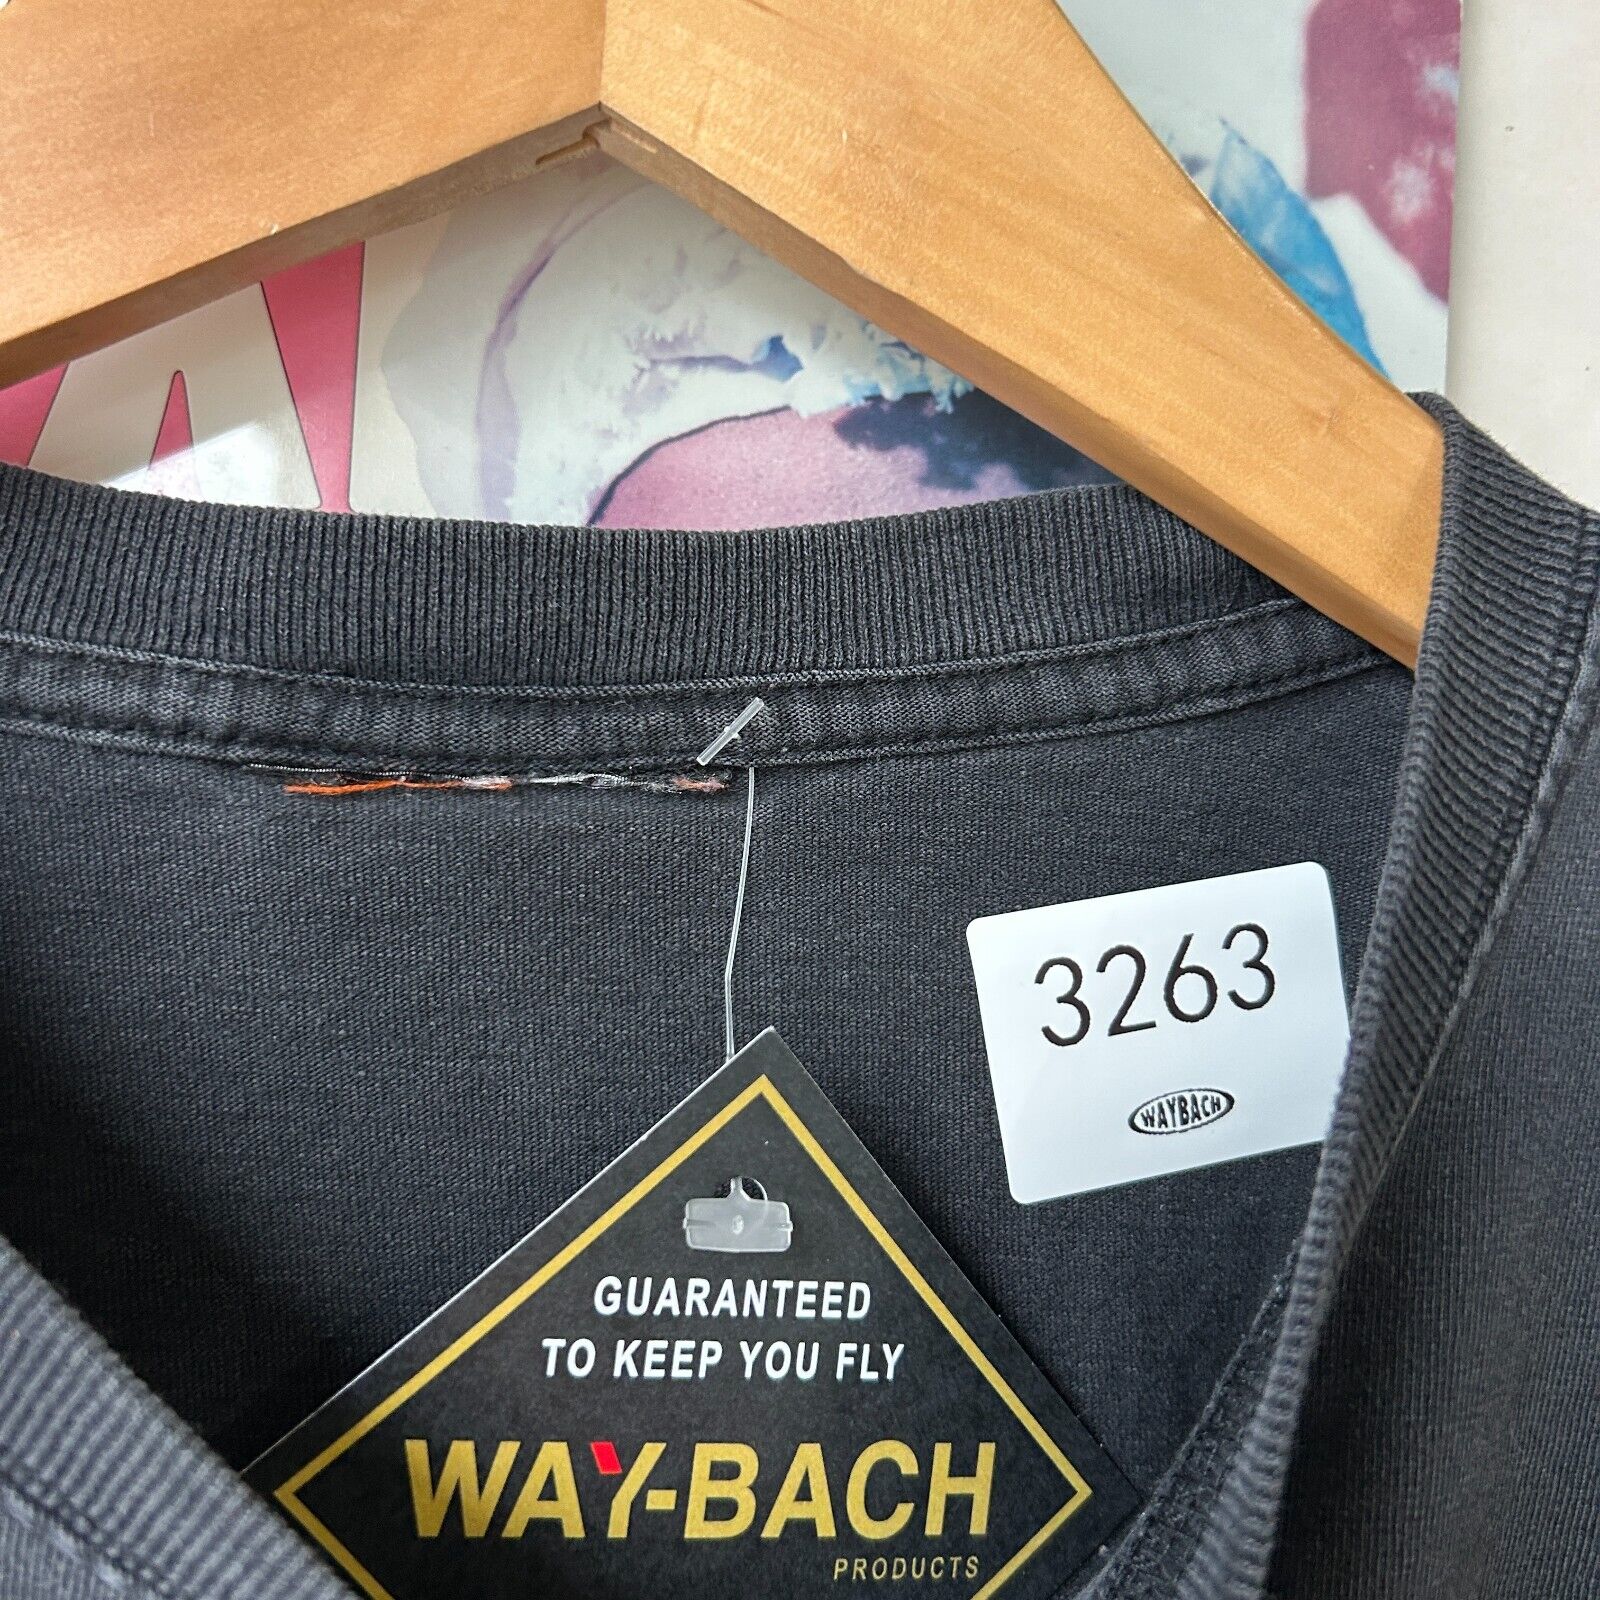 A!
3263
WAYBACH
GUARANTEED
TO KEEP YOU FLY
WAY-BACH
PRODUCTS